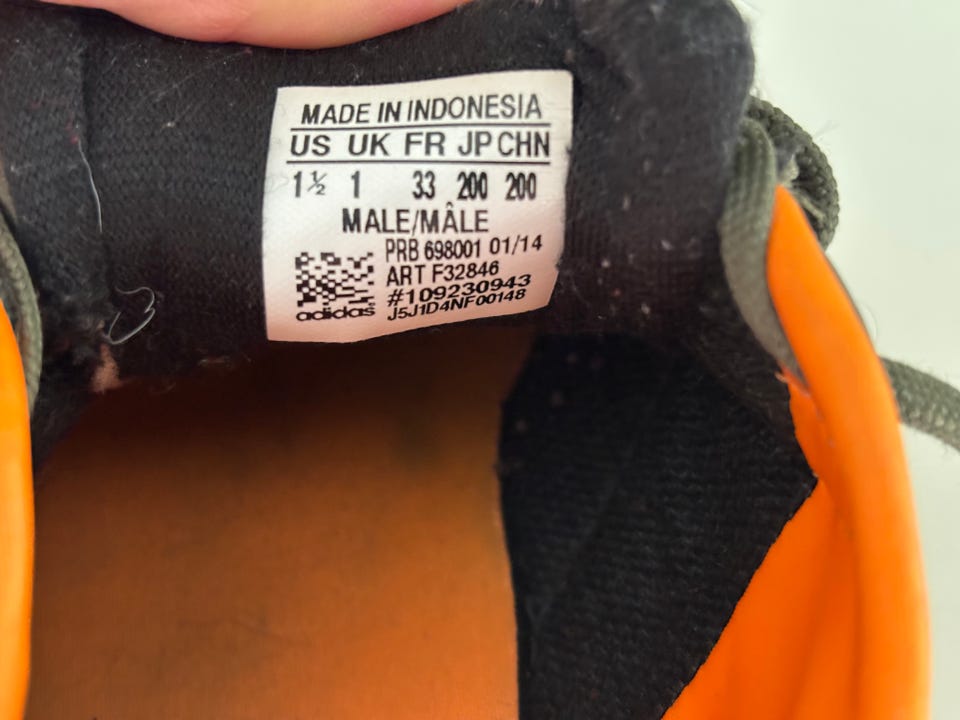 MADE IN INDONESIA
US UK FR JP CHN
1½ 1 33 200 200
MALE/MÂLE
PRB 698001 01/14
ART F32846
#109230943
adidas J5J1D4NF00148